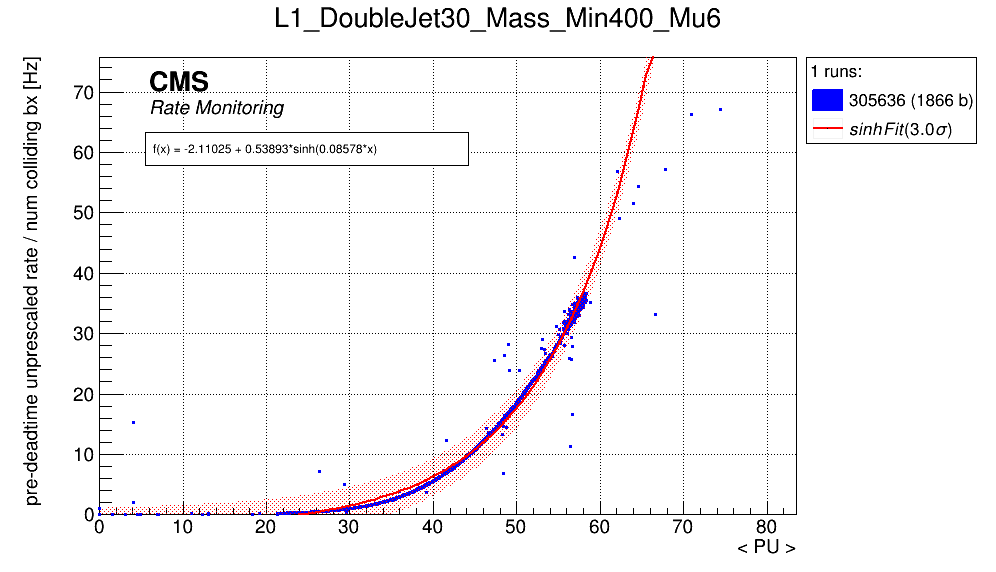 L1_DoubleJet30_Mass_Min400_Mu6
pre-deadtime unprescaled rate / num colliding bx [Hz]
CMS
Rate Monitoring
f(x) = -2.11025 + 0.53893*sinh(0.08578*x)
1 runs:
305636 (1866 b)
sinhFit(3.0σ)
70
60
50
40
30
20
10
0
0 10 20 30 40 50 60 70 80
< PU >